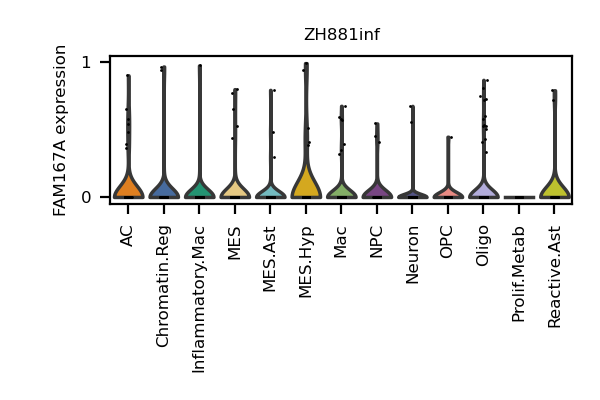 ZH881inf
FAM167A expression
1
0
AC
Chromatin.Reg
Inflammatory.Mac
MES
MES.Ast
MES.Hyp
Mac
NPC
Neuron
OPC
Oligo
Prolif.Metab
Reactive.Ast